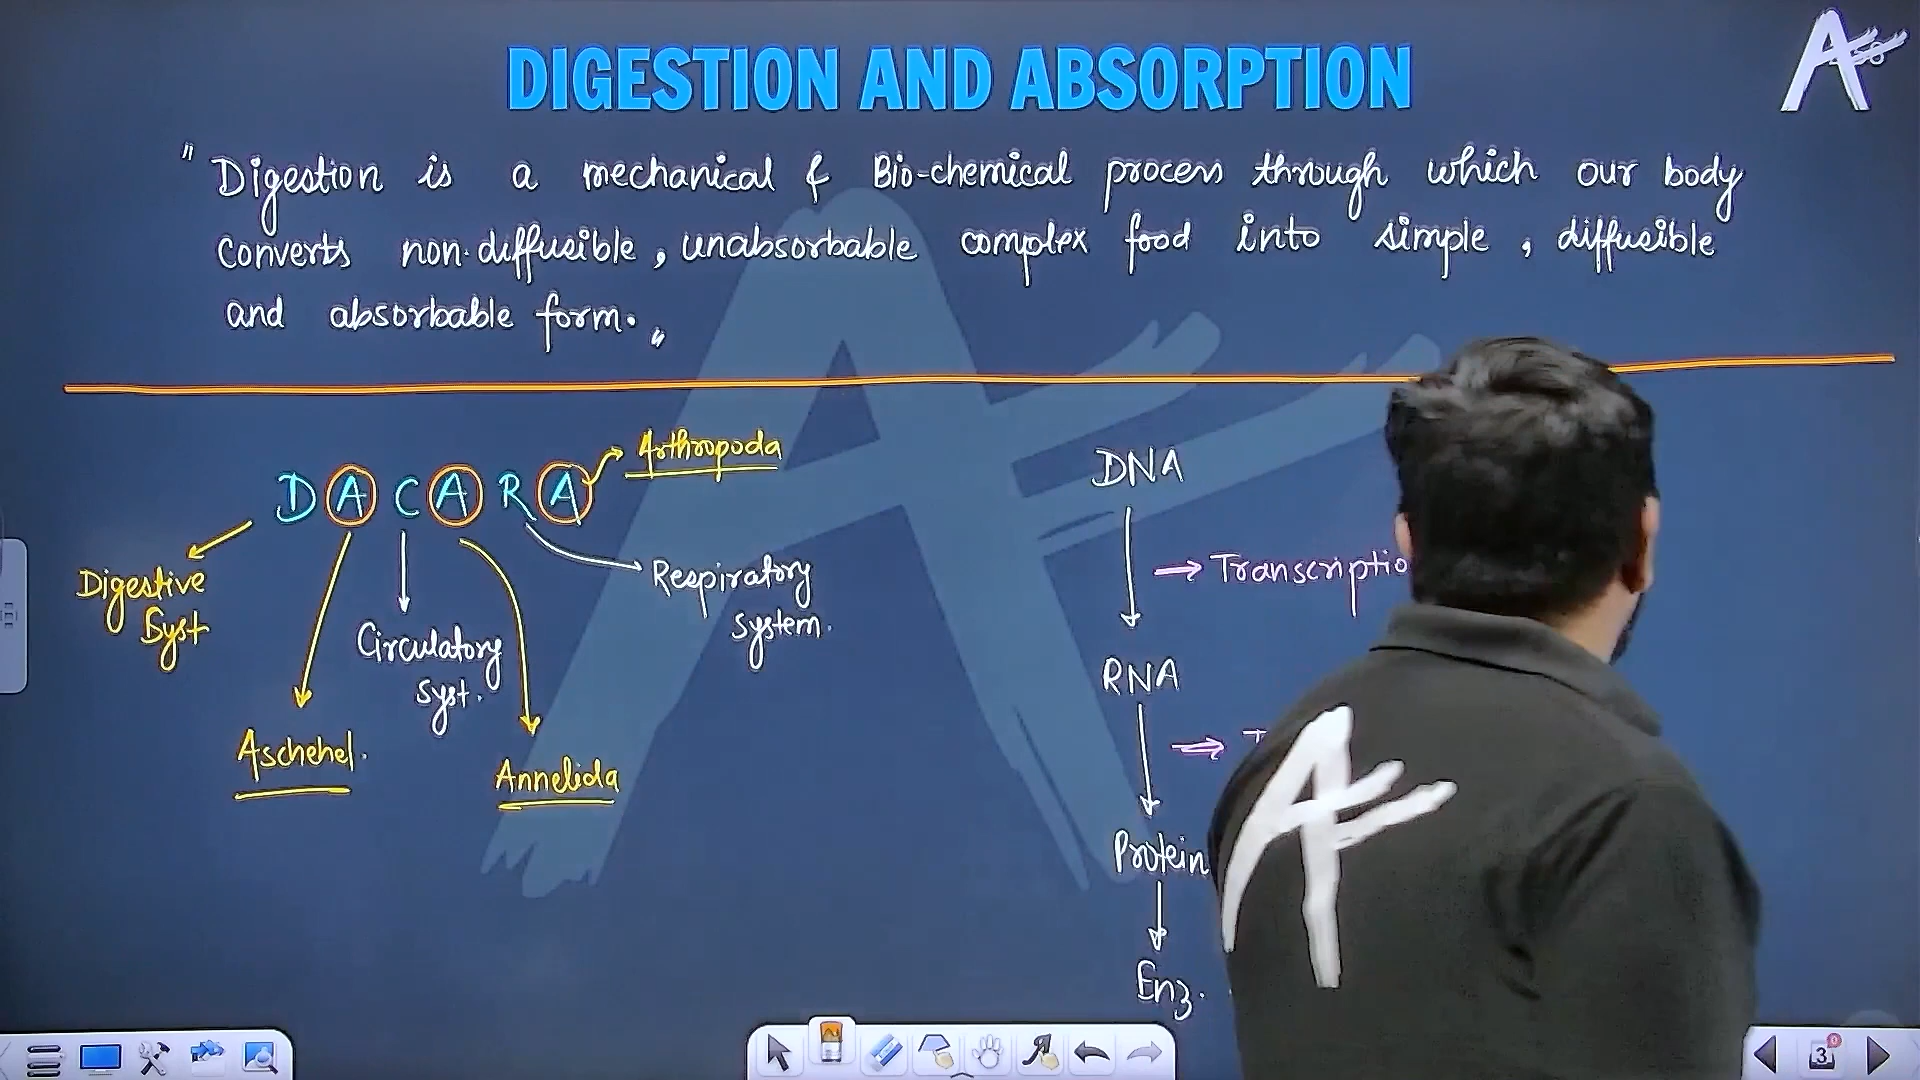 DIGESTION AND ABSORPTION
" Digestion is a mechanical & Bio-chemical process through which our body
converts non-diffusible, unabsorbable complex food into simple, diffusible
and absorbable form. "
D A C A R A
Arthropoda
Digestive
Syst
Aschehel.
Circulatory
Syst.
Annelida
Respiratory
system.
DNA
Transcriptio
RNA
T
Protein
Enz.
3